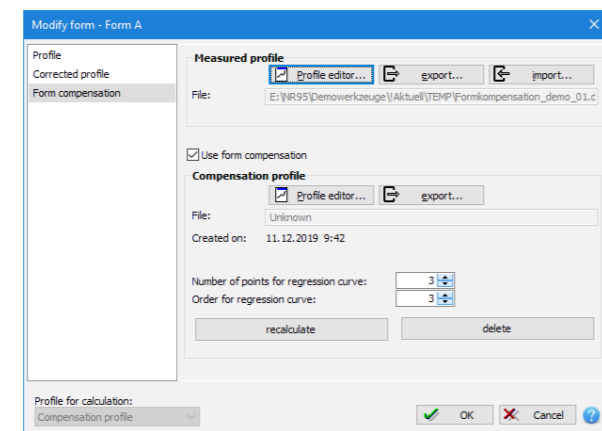 Modify form - Form A
Profile
Corrected profile
Form compensation
Measured profile
Profile editor...
export...
import...
File:
E:\NR95\Demowerkzeuge\!Aktuell\TEMP\Formkompensation_demo_01.c
Use form compensation
Compensation profile
Profile editor...
export...
File:
Unknown
Created on: 11.12.2019 9:42
Number of points for regression curve: 3
Order for regression curve: 3
recalculate
delete
Profile for calculation:
Compensation profile
OK
Cancel
?